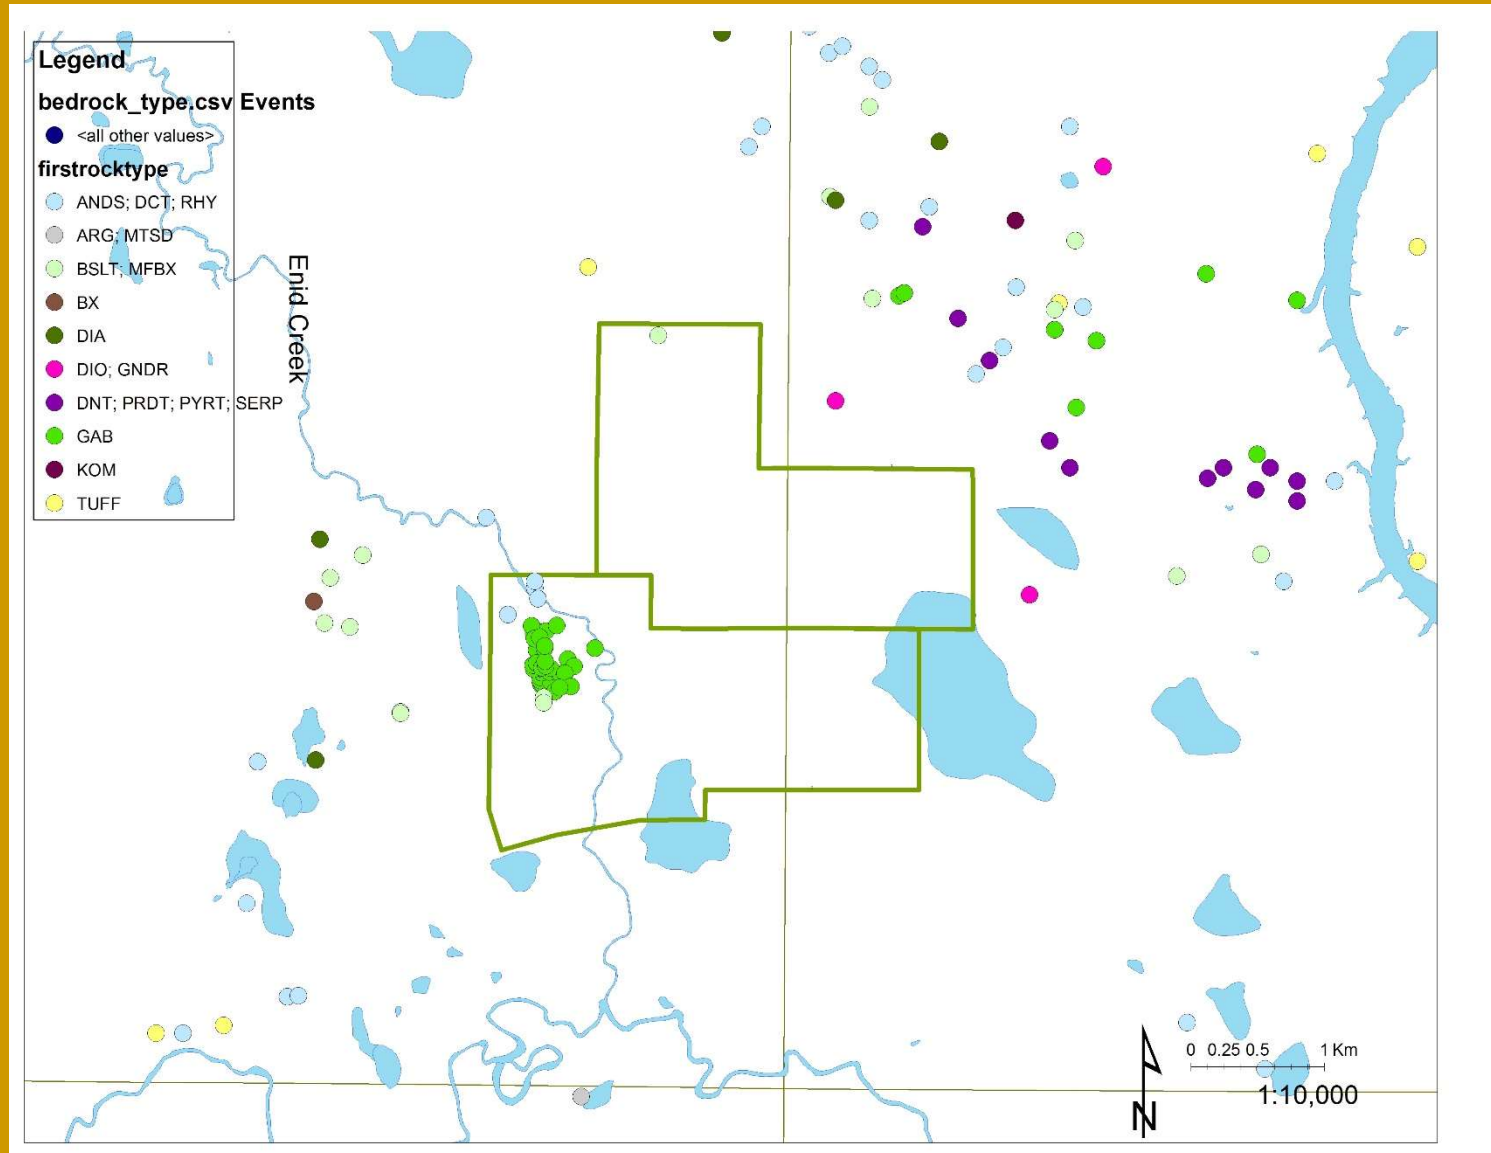 Legend
bedrock_type.csv Events
<all other values>
firstrocktype
ANDS; DCT; RHY
ARG; MTSD
BSLT; MFBX
BX
DIA
DIO; GNDR
DNT; PRDT; PYRT; SERP
GAB
KOM
TUFF
Enid Creek
0 0.25 0.5 1 Km
1:10,000
N